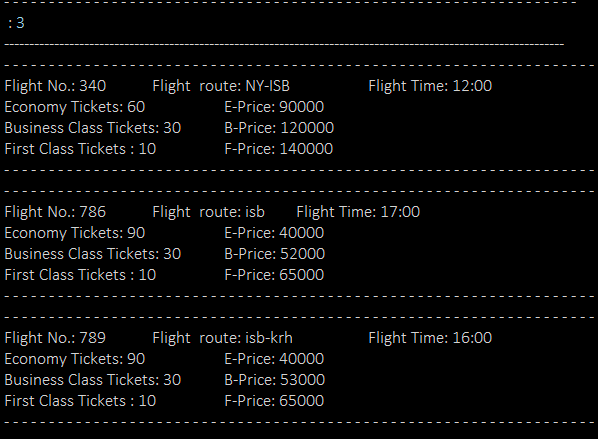 : 3
Flight No.: 340 Flight route: NY-ISB Flight Time: 12:00
Economy Tickets: 60 E-Price: 90000
Business Class Tickets: 30 B-Price: 120000
First Class Tickets : 10 F-Price: 140000
Flight No.: 786 Flight route: isb Flight Time: 17:00
Economy Tickets: 90 E-Price: 40000
Business Class Tickets: 30 B-Price: 52000
First Class Tickets : 10 F-Price: 65000
Flight No.: 789 Flight route: isb-krh Flight Time: 16:00
Economy Tickets: 90 E-Price: 40000
Business Class Tickets: 30 B-Price: 53000
First Class Tickets : 10 F-Price: 65000